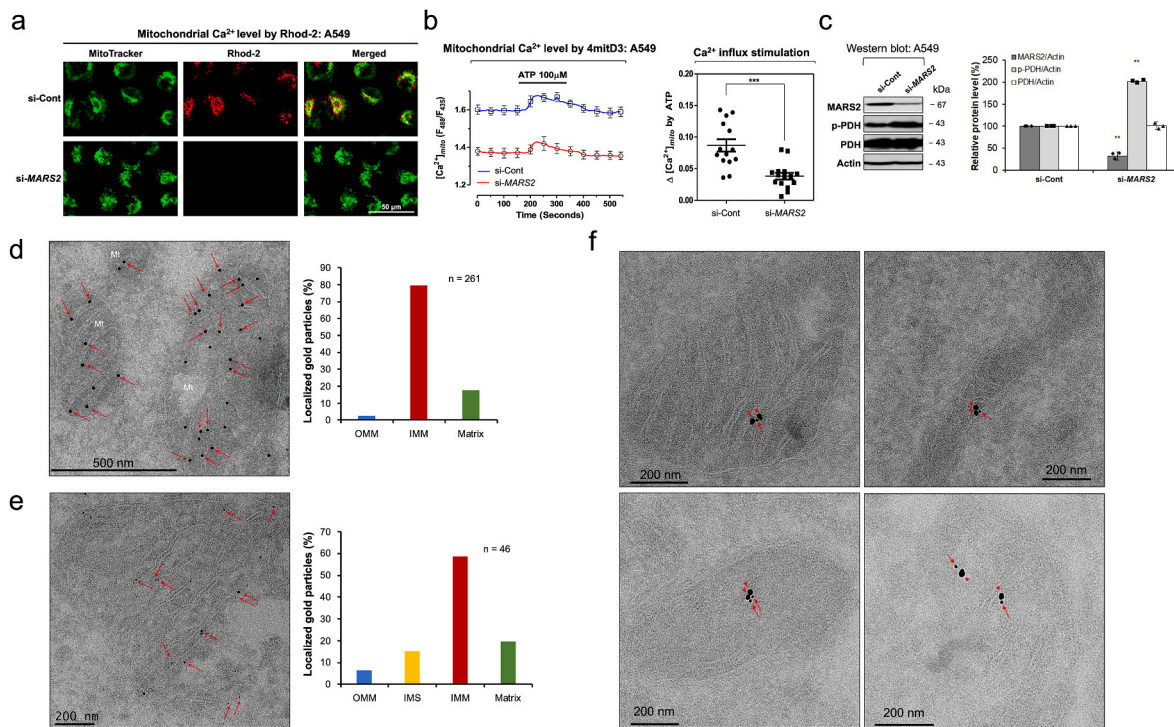 a
Mitochondrial Ca²⁺ level by Rhod-2: A549
MitoTracker
Rhod-2
Merged
si-Cont
si-MARS2
50 µm
b
Mitochondrial Ca²⁺ level by 4mitD3: A549
ATP 100µM
[Ca²⁺]mito (F488/F435)
1.6
1.4
1.2
si-Cont
si-MARS2
0
100
200
300
400
500
Time (Seconds)
Ca²⁺ influx stimulation
***
Δ [Ca²⁺]mito by ATP
0.20
0.15
0.10
0.05
0.00
si-Cont
si-MARS2
c
Western blot: A549
si-Cont
si-MARS2
kDa
MARS2
– 67
p-PDH
– 43
PDH
– 43
Actin
– 43
MARS2/Actin
p-PDH/Actin
PDH/Actin
Relative protein level (%)
250
200
150
100
50
0
**
**
si-Cont
si-MARS2
d
Mt
Mt
Mt
500 nm
Localized gold particles (%)
90
80
70
60
50
40
30
20
10
0
n = 261
OMM
IMM
Matrix
e
200 nm
Localized gold particles (%)
70
60
50
40
30
20
10
0
n = 46
OMM
IMS
IMM
Matrix
f
200 nm
200 nm
200 nm
200 nm